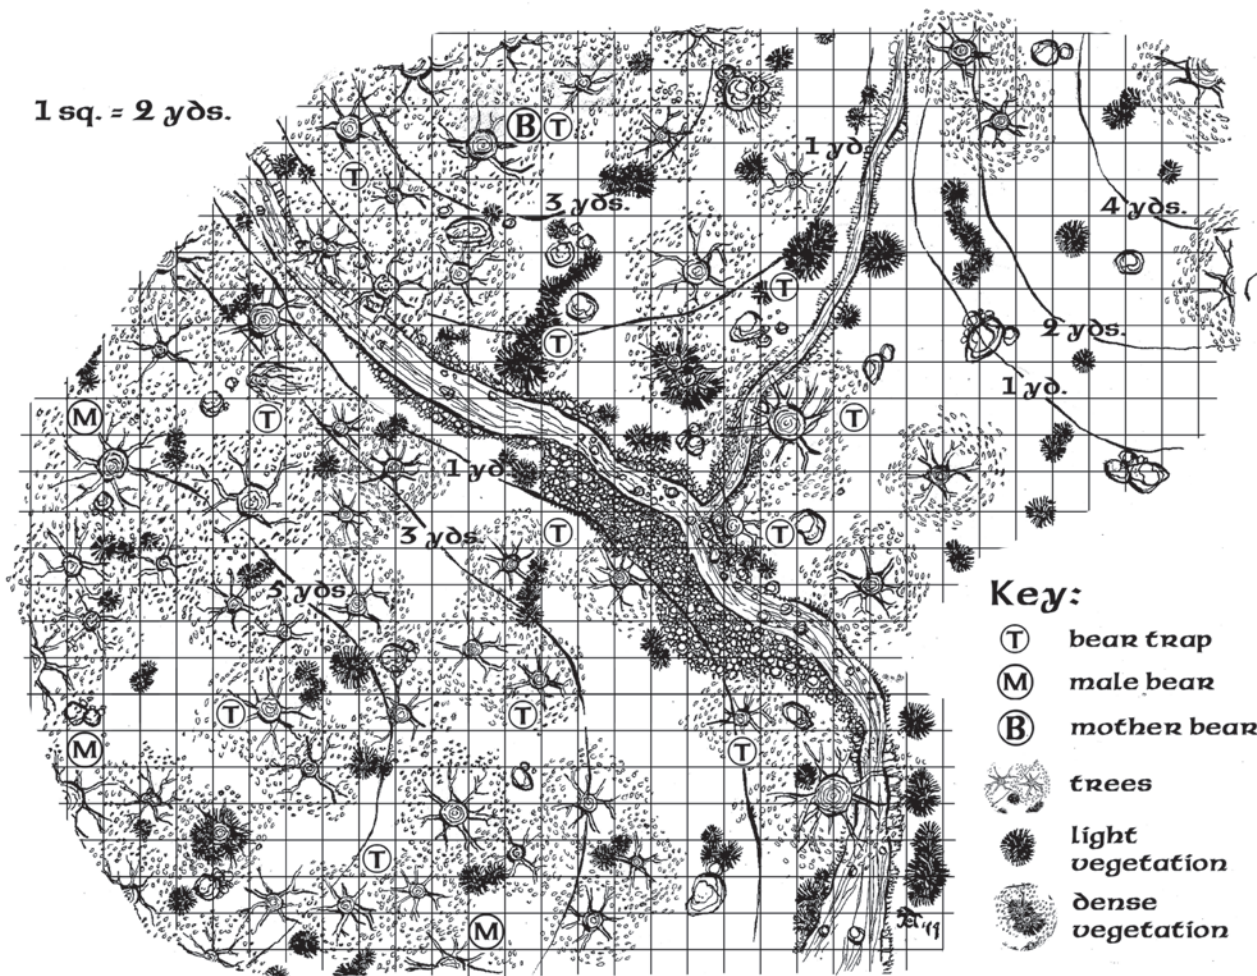 1 sq. = 2 yds.
B T
1 yd.
T
3 yds.
4 yds.
T
2 yds.
T
1 yd.
M T T
1 yd.
3 yds. T T
5 yds.
T T
M T
T
M
Key:
T bear trap
M male bear
B mother bear
trees
light
vegetation
dense
vegetation